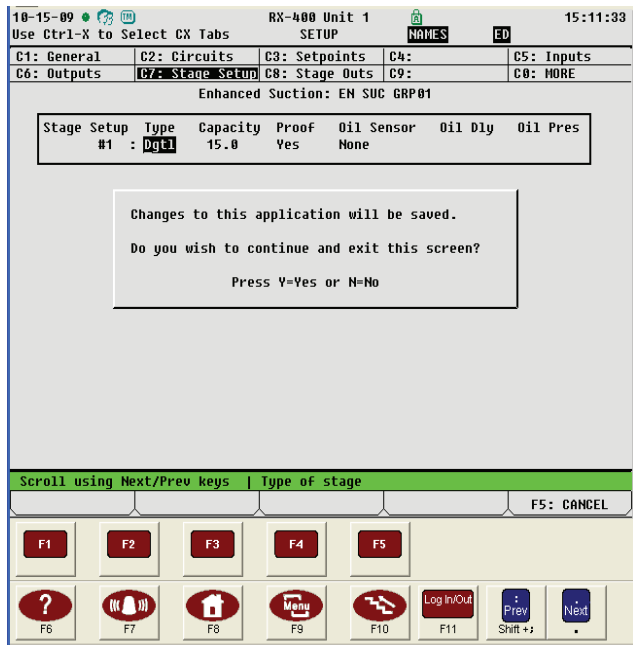 10-15-09 RX-400 Unit 1 15:11:33
Use Ctrl-X to Select CX Tabs SETUP NAMES ED
C1: General C2: Circuits C3: Setpoints C4: C5: Inputs
C6: Outputs C7: Stage Setup C8: Stage Outs C9: C0: MORE
Enhanced Suction: EN SUC GRP01
Stage Setup Type Capacity Proof Oil Sensor Oil Dly Oil Pres
#1 : Dgtl 15.0 Yes None
Changes to this application will be saved.
Do you wish to continue and exit this screen?
Press Y=Yes or N=No
Scroll using Next/Prev keys | Type of stage
F5: CANCEL
F1 F2 F3 F4 F5
? Menu Log In/Out : Prev . Next
F6 F7 F8 F9 F10 F11 Shift +; .